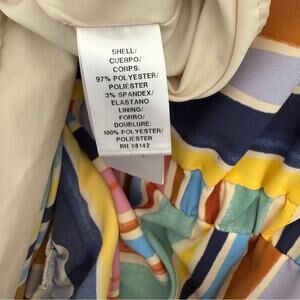 SHELL/
CUERPO/
CORPS:
97% POLYESTER/
POLIÉSTER
3% SPANDEX/
ELASTANO
LINING/
FORRO/
DOUBLURE:
100% POLYESTER/
POLIÉSTER
RN 58142